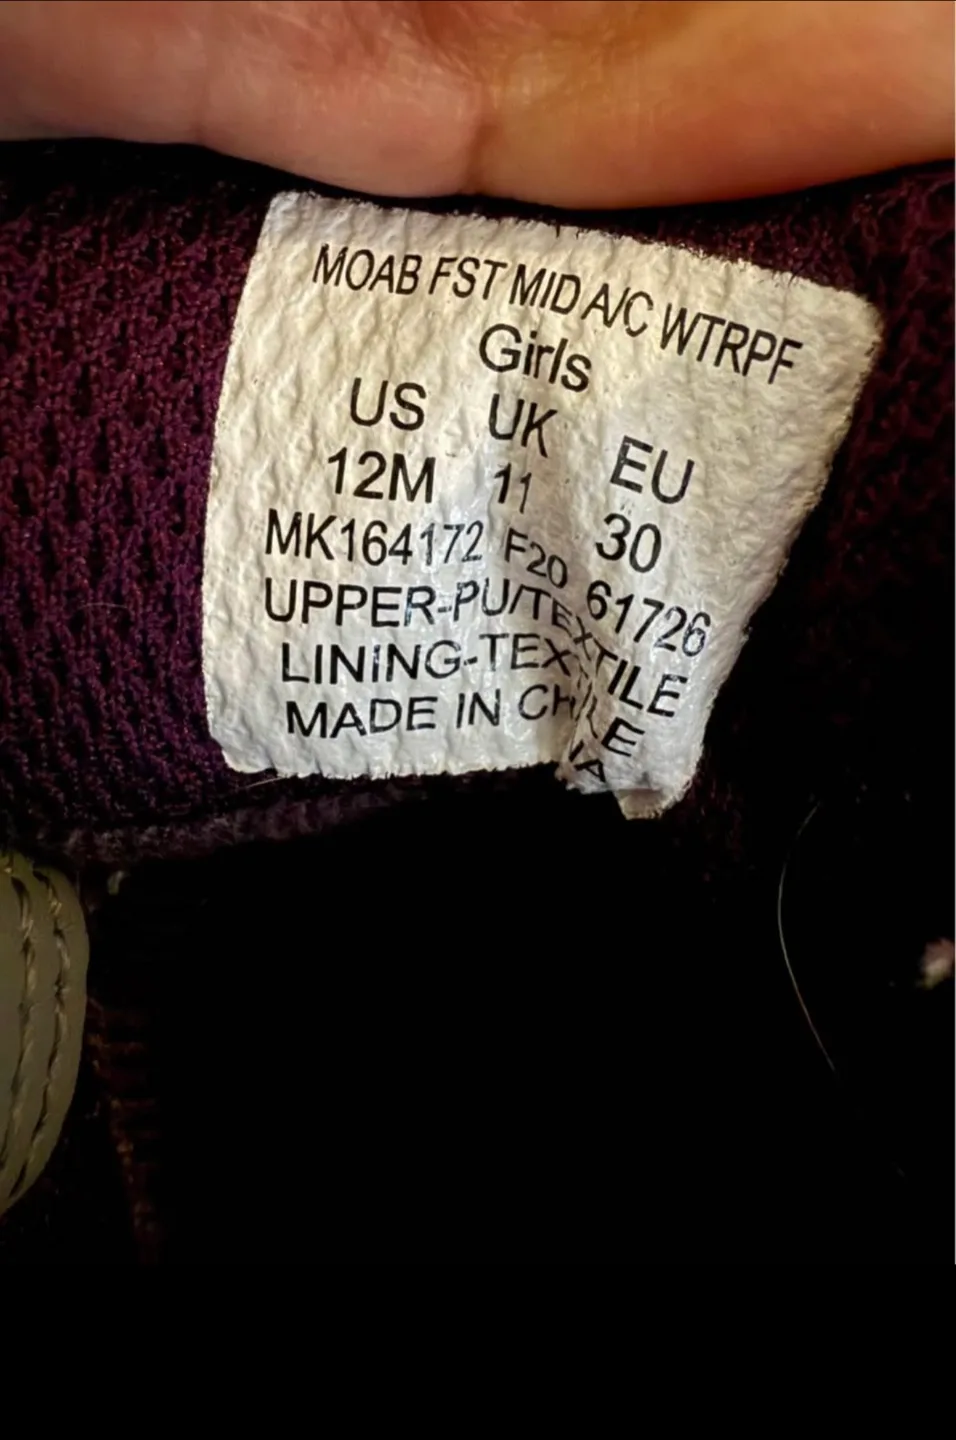 MOAB FST MID A/C WTRPF
Girls
US UK EU
12M 11 30
MK164172 F20 61726
UPPER-PU/TEXTILE
LINING-TEXTILE
MADE IN CHINA